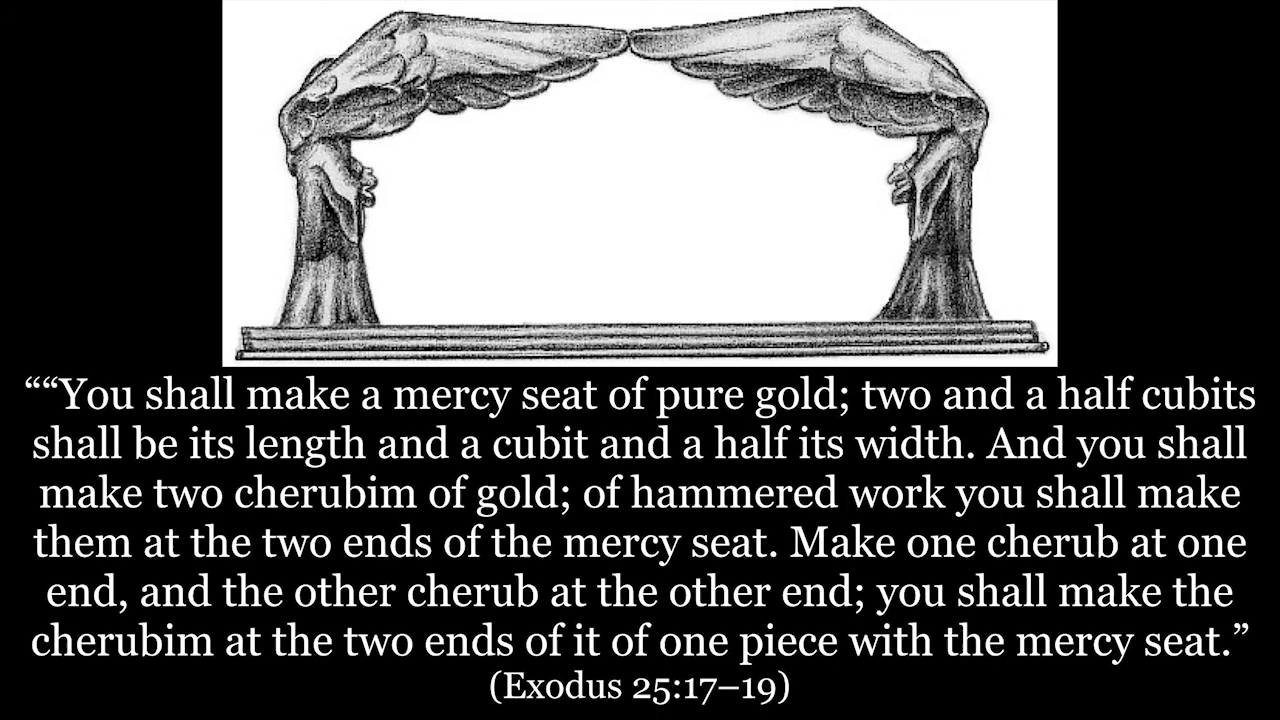 ““You shall make a mercy seat of pure gold; two and a half cubits
shall be its length and a cubit and a half its width. And you shall
make two cherubim of gold; of hammered work you shall make
them at the two ends of the mercy seat. Make one cherub at one
end, and the other cherub at the other end; you shall make the
cherubim at the two ends of it of one piece with the mercy seat.”
(Exodus 25:17–19)